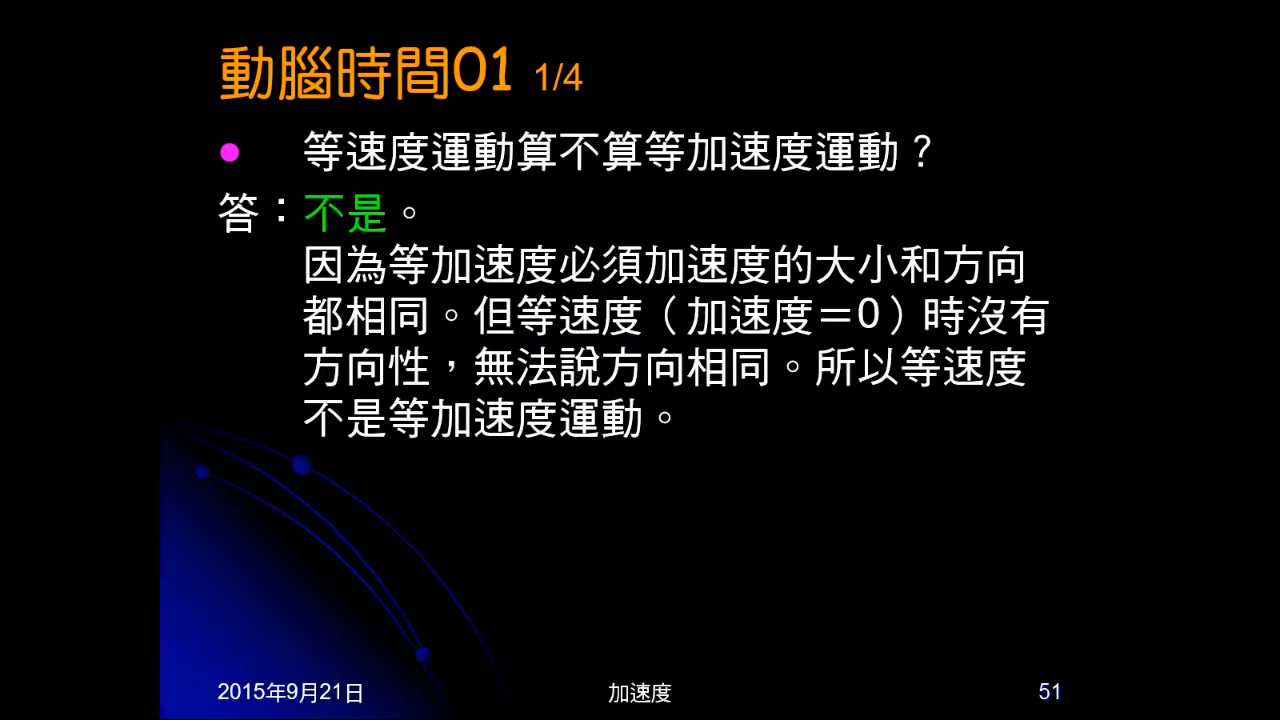 動腦時間01 1/4
● 等速度運動算不算等加速度運動？
答：不是。
因為等加速度必須加速度的大小和方向
都相同。但等速度（加速度＝0）時沒有
方向性，無法說方向相同。所以等速度
不是等加速度運動。
2015年9月21日 加速度 51